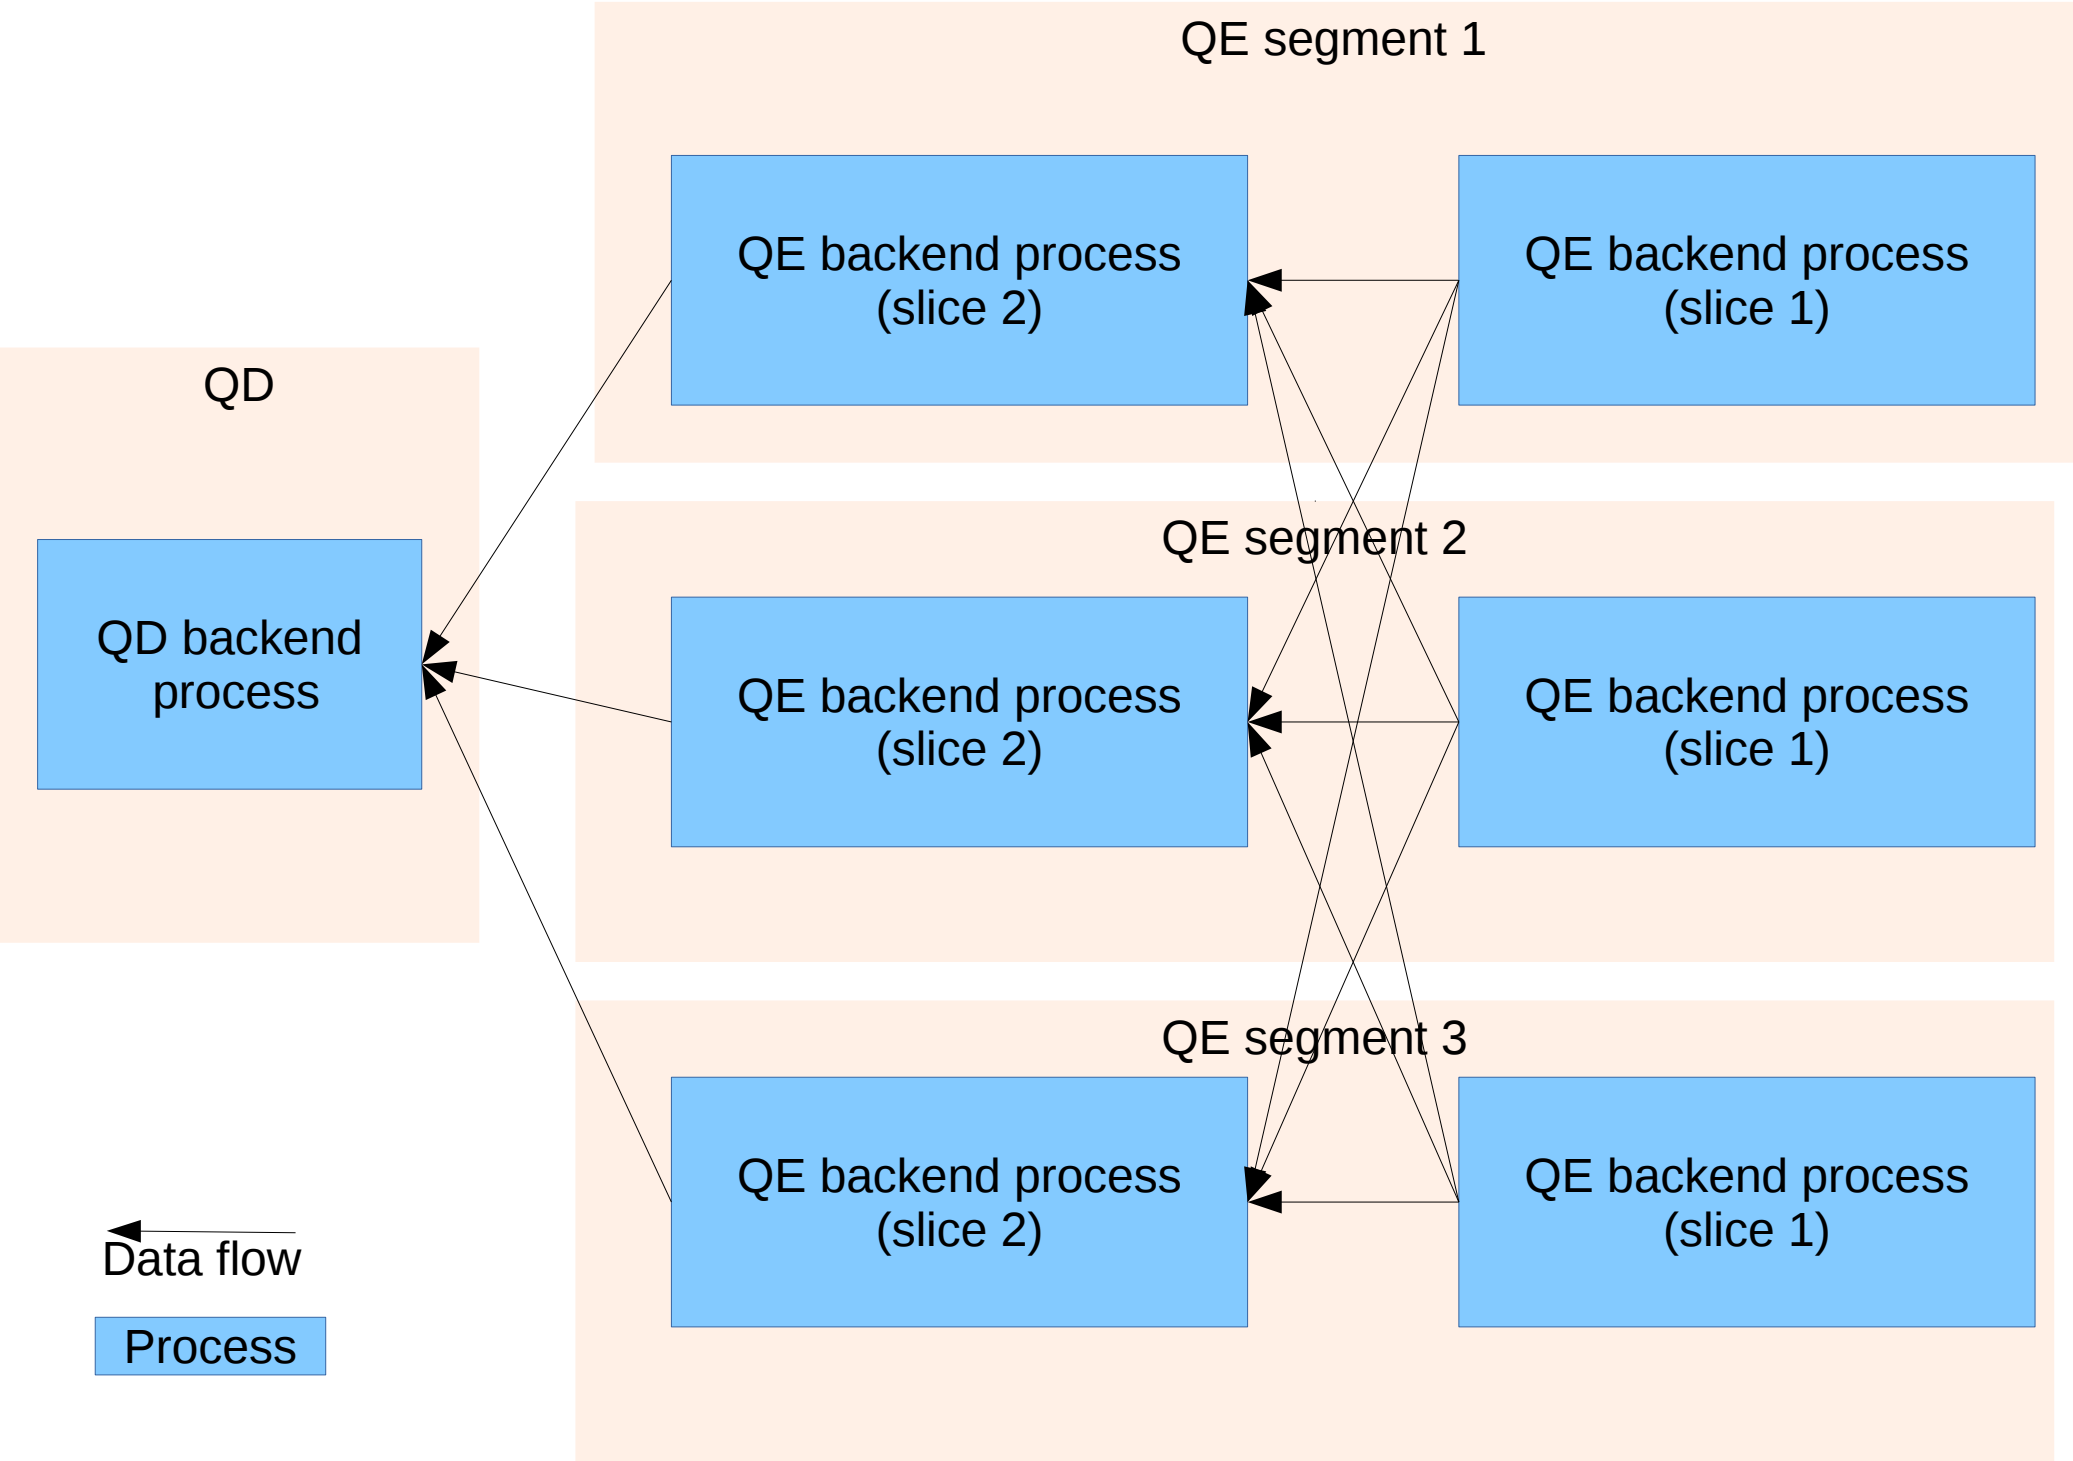 QE segment 1
QE backend process
(slice 2)
QE backend process
(slice 1)
QD
QD backend
process
QE segment 2
QE backend process
(slice 2)
QE backend process
(slice 1)
QE segment 3
QE backend process
(slice 2)
QE backend process
(slice 1)
Data flow
Process